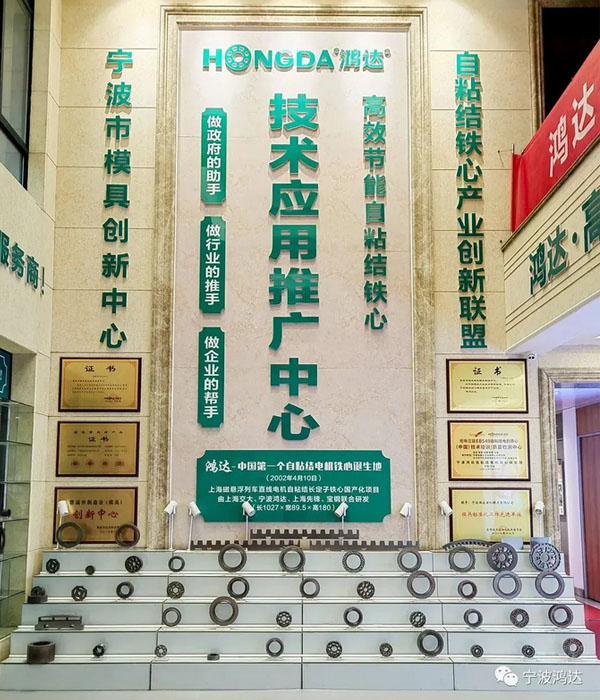 HONGDA®鸿达®
宁波市模具创新中心
做政府的助手
做行业的推手
做企业的帮手
技术应用推广中心
高效节能自粘结铁心
自粘结铁心产业创新联盟
鸿达
鸿达·高
服务商!
证书
创新中心
证书
鸿达-中国第一个自粘结电机铁心诞生地
(2002年4月10日)
上海磁悬浮列车直线电机自粘结长定子铁心国产化项目
由上海交大、宁波鸿达、上海先锋、宝钢联合研发
(长1027×宽89.5×高180)
宁波鸿达